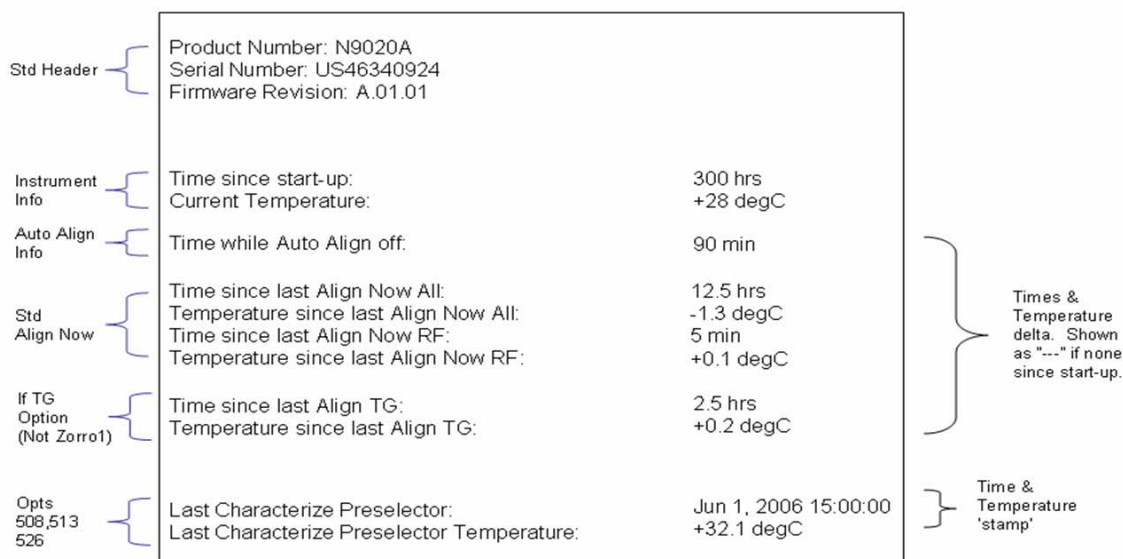 Std Header
Product Number: N9020A
Serial Number: US46340924
Firmware Revision: A.01.01
Instrument
Info
Time since start-up: 300 hrs
Current Temperature: +28 degC
Auto Align
Info
Time while Auto Align off: 90 min
Std
Align Now
Time since last Align Now All: 12.5 hrs
Temperature since last Align Now All: -1.3 degC
Time since last Align Now RF: 5 min
Temperature since last Align Now RF: +0.1 degC
Times &
Temperature
delta. Shown
as "---" if none
since start-up.
If TG
Option
(Not Zorro1)
Time since last Align TG: 2.5 hrs
Temperature since last Align TG: +0.2 degC
Opts
508,513
526
Last Characterize Preselector: Jun 1, 2006 15:00:00
Last Characterize Preselector Temperature: +32.1 degC
Time &
Temperature
'stamp'